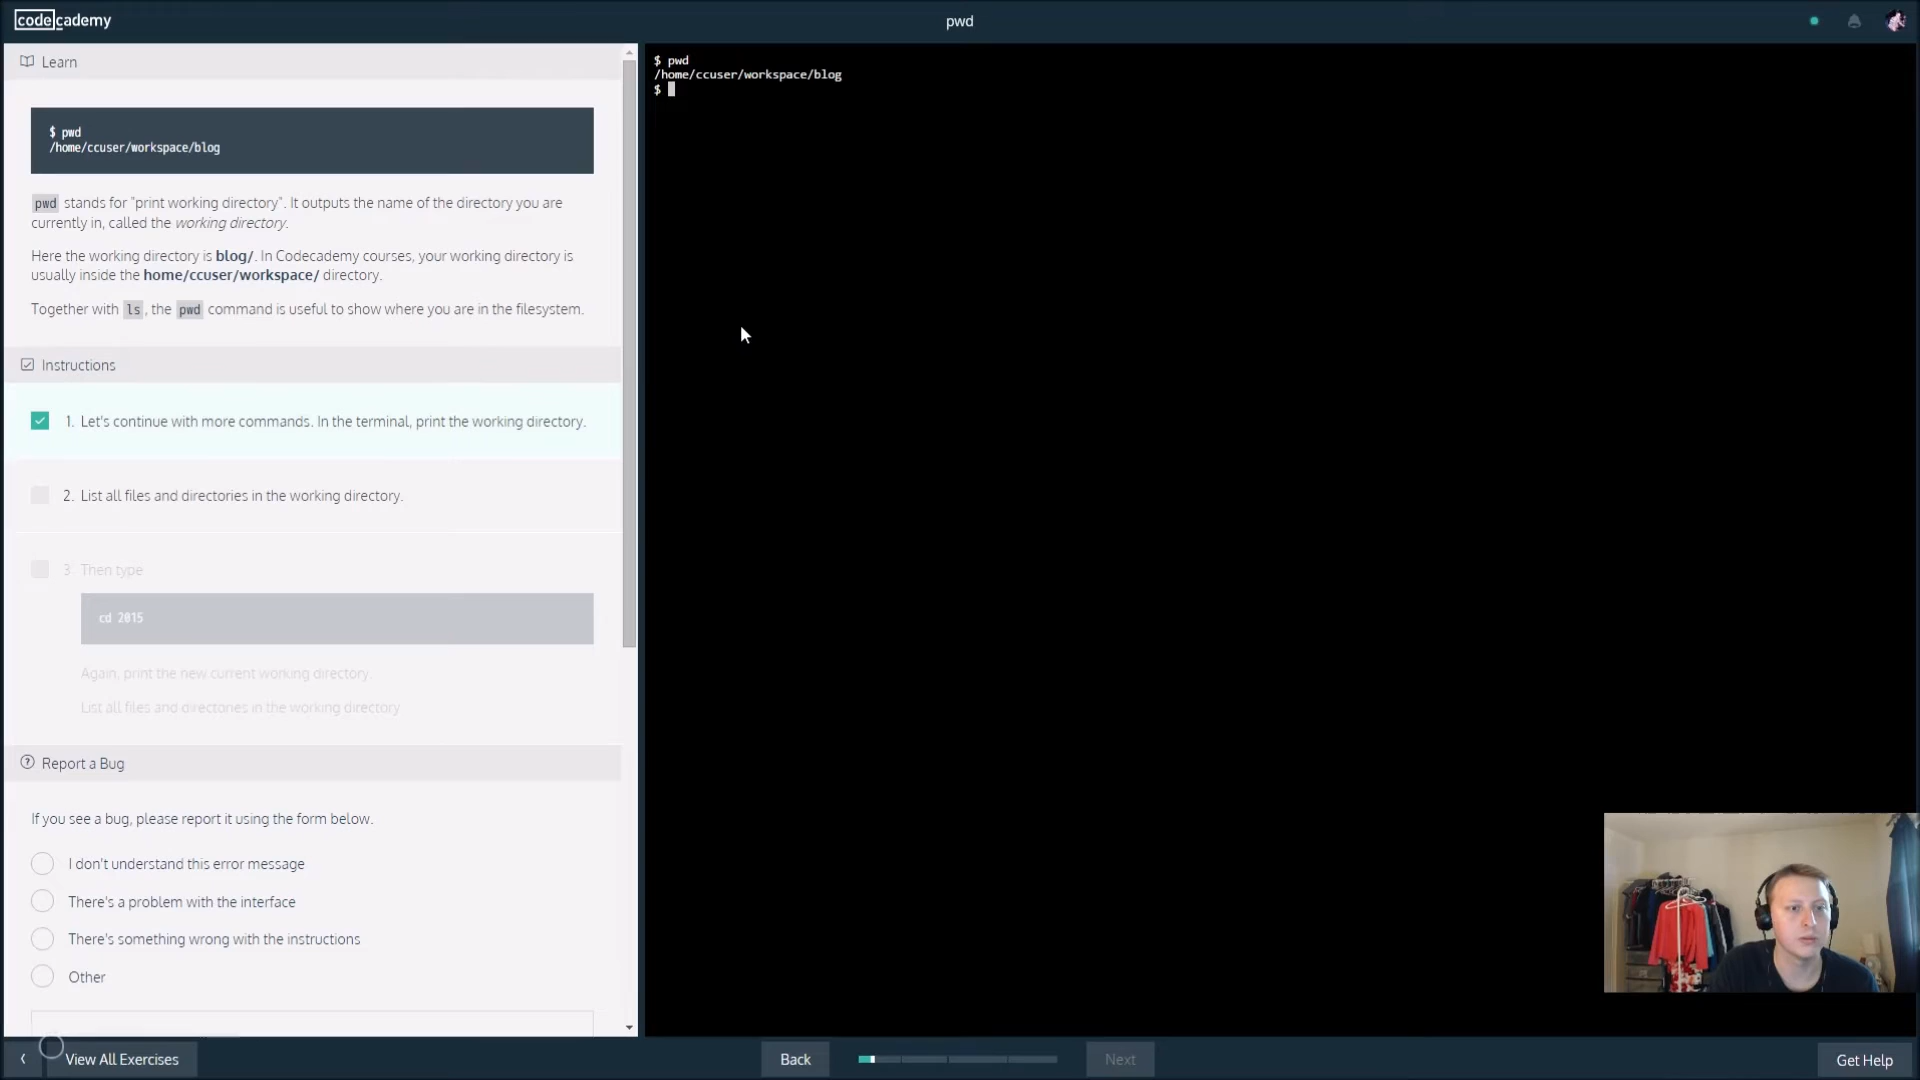 codecademy
pwd
Learn
$ pwd
/home/ccuser/workspace/blog
pwd stands for "print working directory". It outputs the name of the directory you are
currently in, called the working directory.
Here the working directory is blog/. In Codecademy courses, your working directory is
usually inside the home/ccuser/workspace/ directory.
Together with ls, the pwd command is useful to show where you are in the filesystem.
Instructions
1. Let's continue with more commands. In the terminal, print the working directory.
2. List all files and directories in the working directory.
3 Then type
cd 2015
Again, print the new current working directory.
List all files and directories in the working directory
Report a Bug
If you see a bug, please report it using the form below.
I don't understand this error message
There's a problem with the interface
There's something wrong with the instructions
Other
$ pwd
/home/ccuser/workspace/blog
$
View All Exercises
Back
Next
Get Help